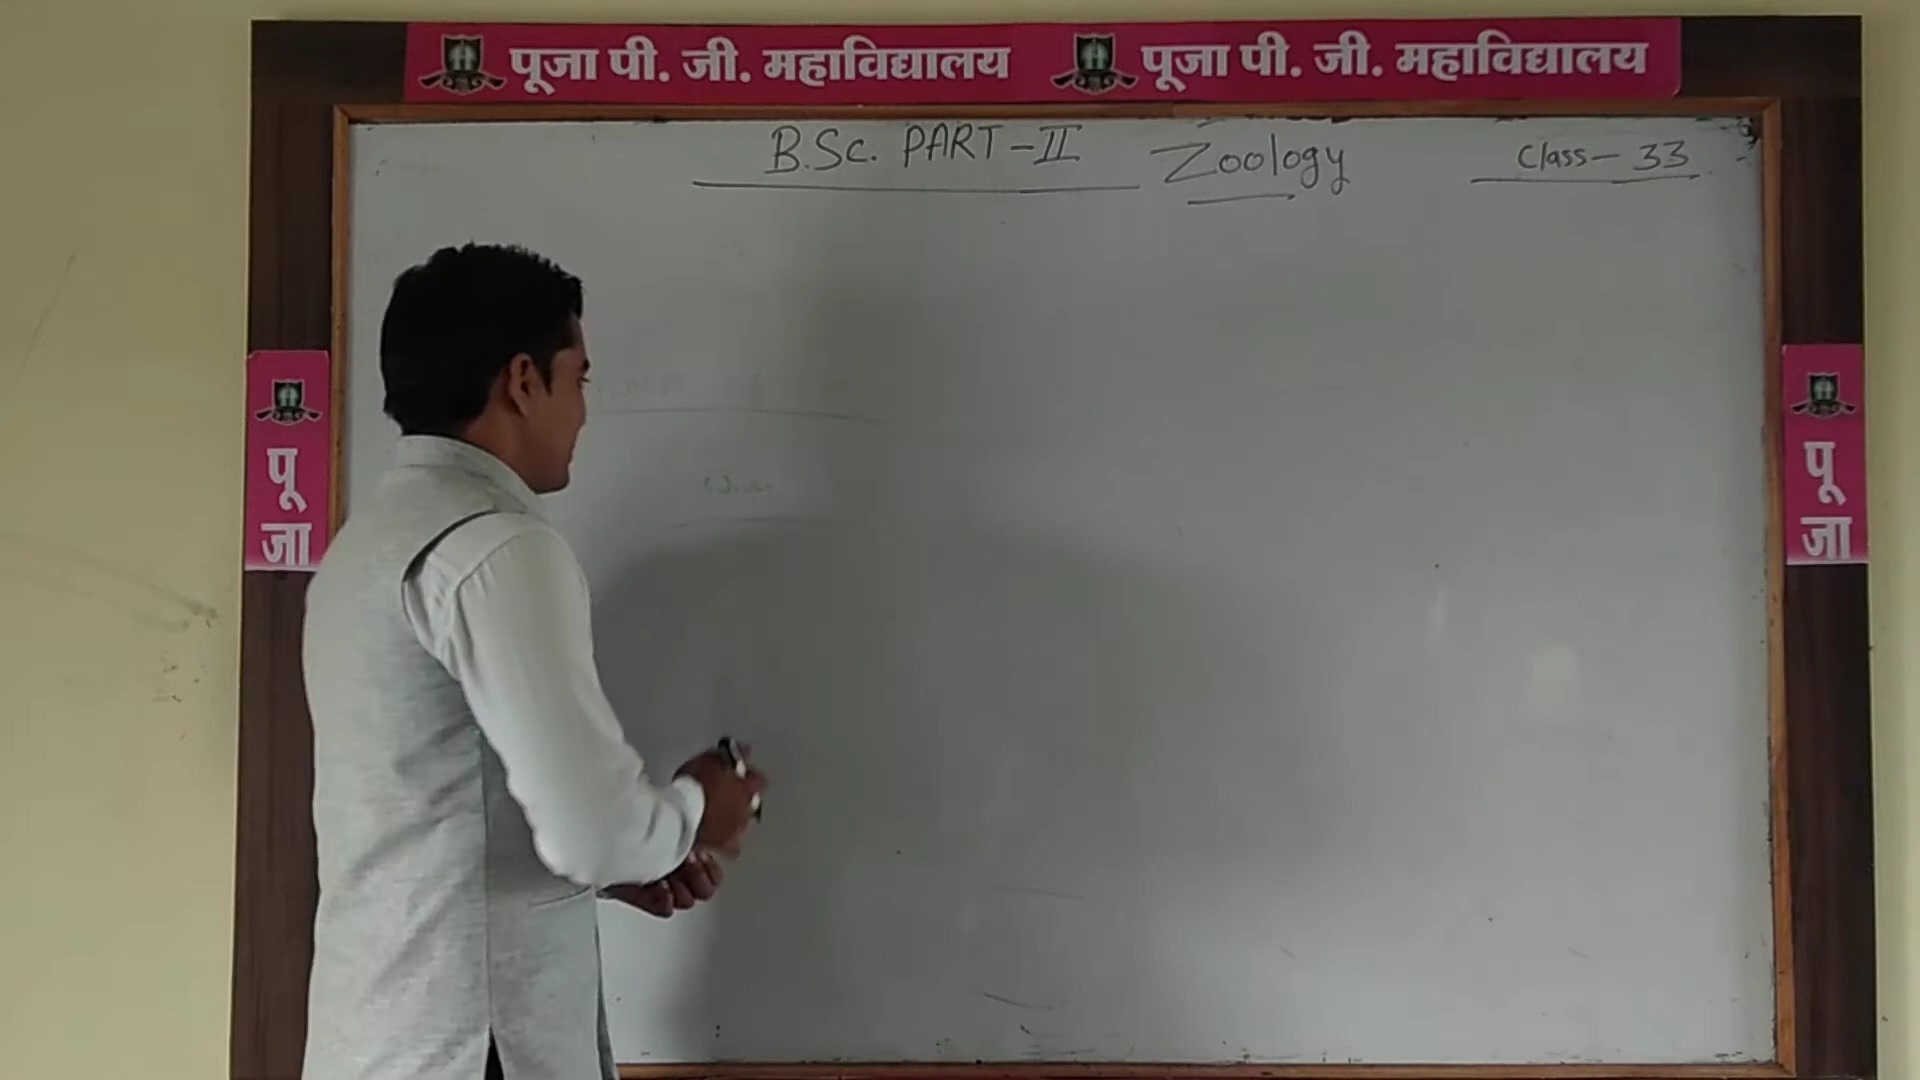 पूजा पी. जी. महाविद्यालय पूजा पी. जी. महाविद्यालय
B.Sc. PART-II Zoology Class-33
पूजा
पूजा